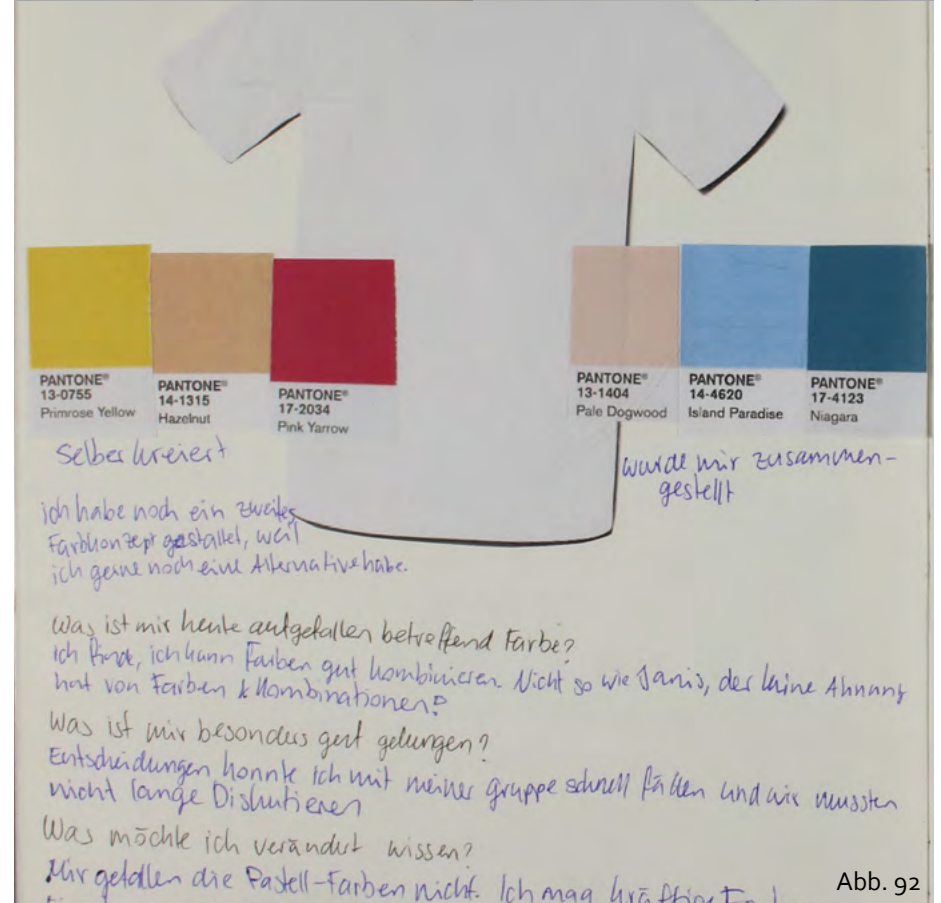 PANTONE®
13-0755
Primrose Yellow
PANTONE®
14-1315
Hazelnut
PANTONE®
17-2034
Pink Yarrow
PANTONE®
13-1404
Pale Dogwood
PANTONE®
14-4620
Island Paradise
PANTONE®
17-4123
Niagara
Selber kreiert
wurde mir zusammen-
gestellt
ich habe noch ein zweites
Farbkonzept gestaltet, weil
ich gerne noch eine Alternative habe.
Was ist mir heute aufgefallen betreffend Farbe?
Ich finde, ich kann Farben gut kombinieren. Nicht so wie Janis, der keine Ahnung
hat von Farben & Kombinationen
Was ist mir besonders gut gelungen?
Entscheidungen konnte ich mit meiner gruppe schnell fällen und wir mussten
nicht lange Diskutieren
Was möchte ich verändert wissen?
Mir gefallen die Pastell-Farben nicht. Ich mag kräftige
Abb. 92